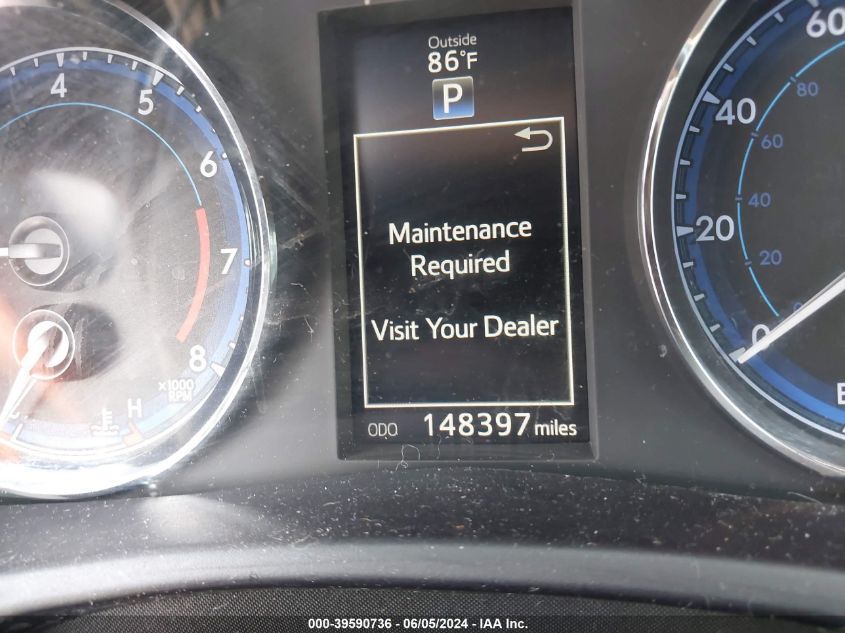 Outside
86°F
P
Maintenance
Required
Visit Your Dealer
ODO 148397 miles
4
5
6
7
8
x1000
RPM
H
60
40
20
0
80
60
40
20
000-39590736 - 06/05/2024 - IAA Inc.